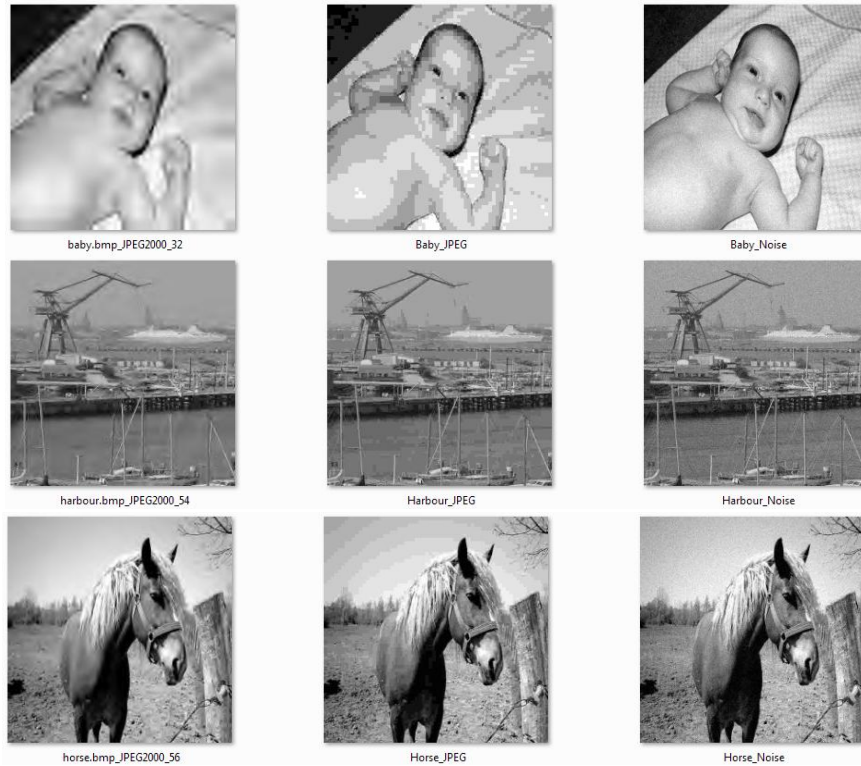 baby.bmp_JPEG2000_32
Baby_JPEG
Baby_Noise
harbour.bmp_JPEG2000_54
Harbour_JPEG
Harbour_Noise
horse.bmp_JPEG2000_56
Horse_JPEG
Horse_Noise